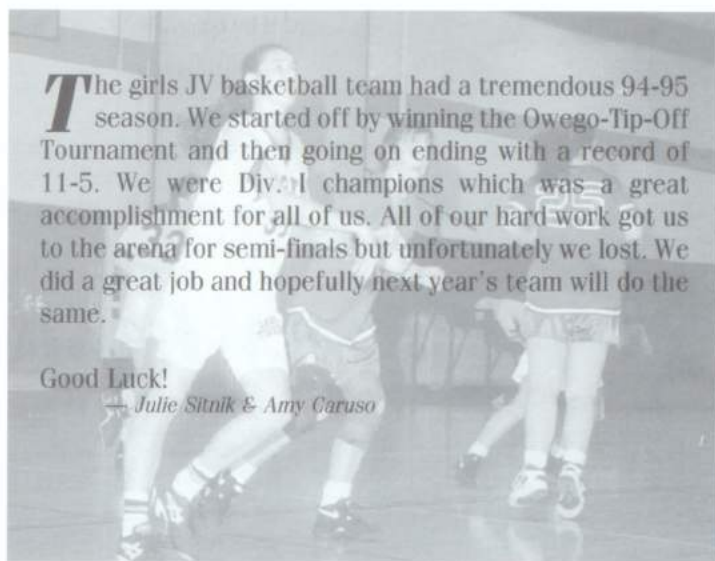 The girls JV basketball team had a tremendous 94-95
season. We started off by winning the Owego-Tip-Off
Tournament and then going on ending with a record of
11-5. We were Div. I champions which was a great
accomplishment for all of us. All of our hard work got us
to the arena for semi-finals but unfortunately we lost. We
did a great job and hopefully next year's team will do the
same.
Good Luck!
— Julie Sitnik & Amy Caruso
25